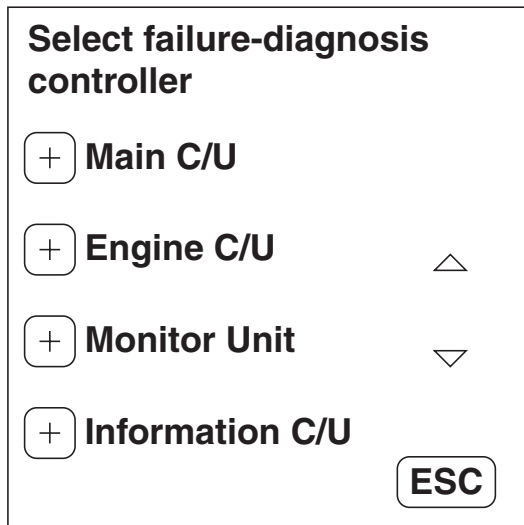 Select failure-diagnosis
controller
+ Main C/U
+ Engine C/U
+ Monitor Unit
+ Information C/U
ESC